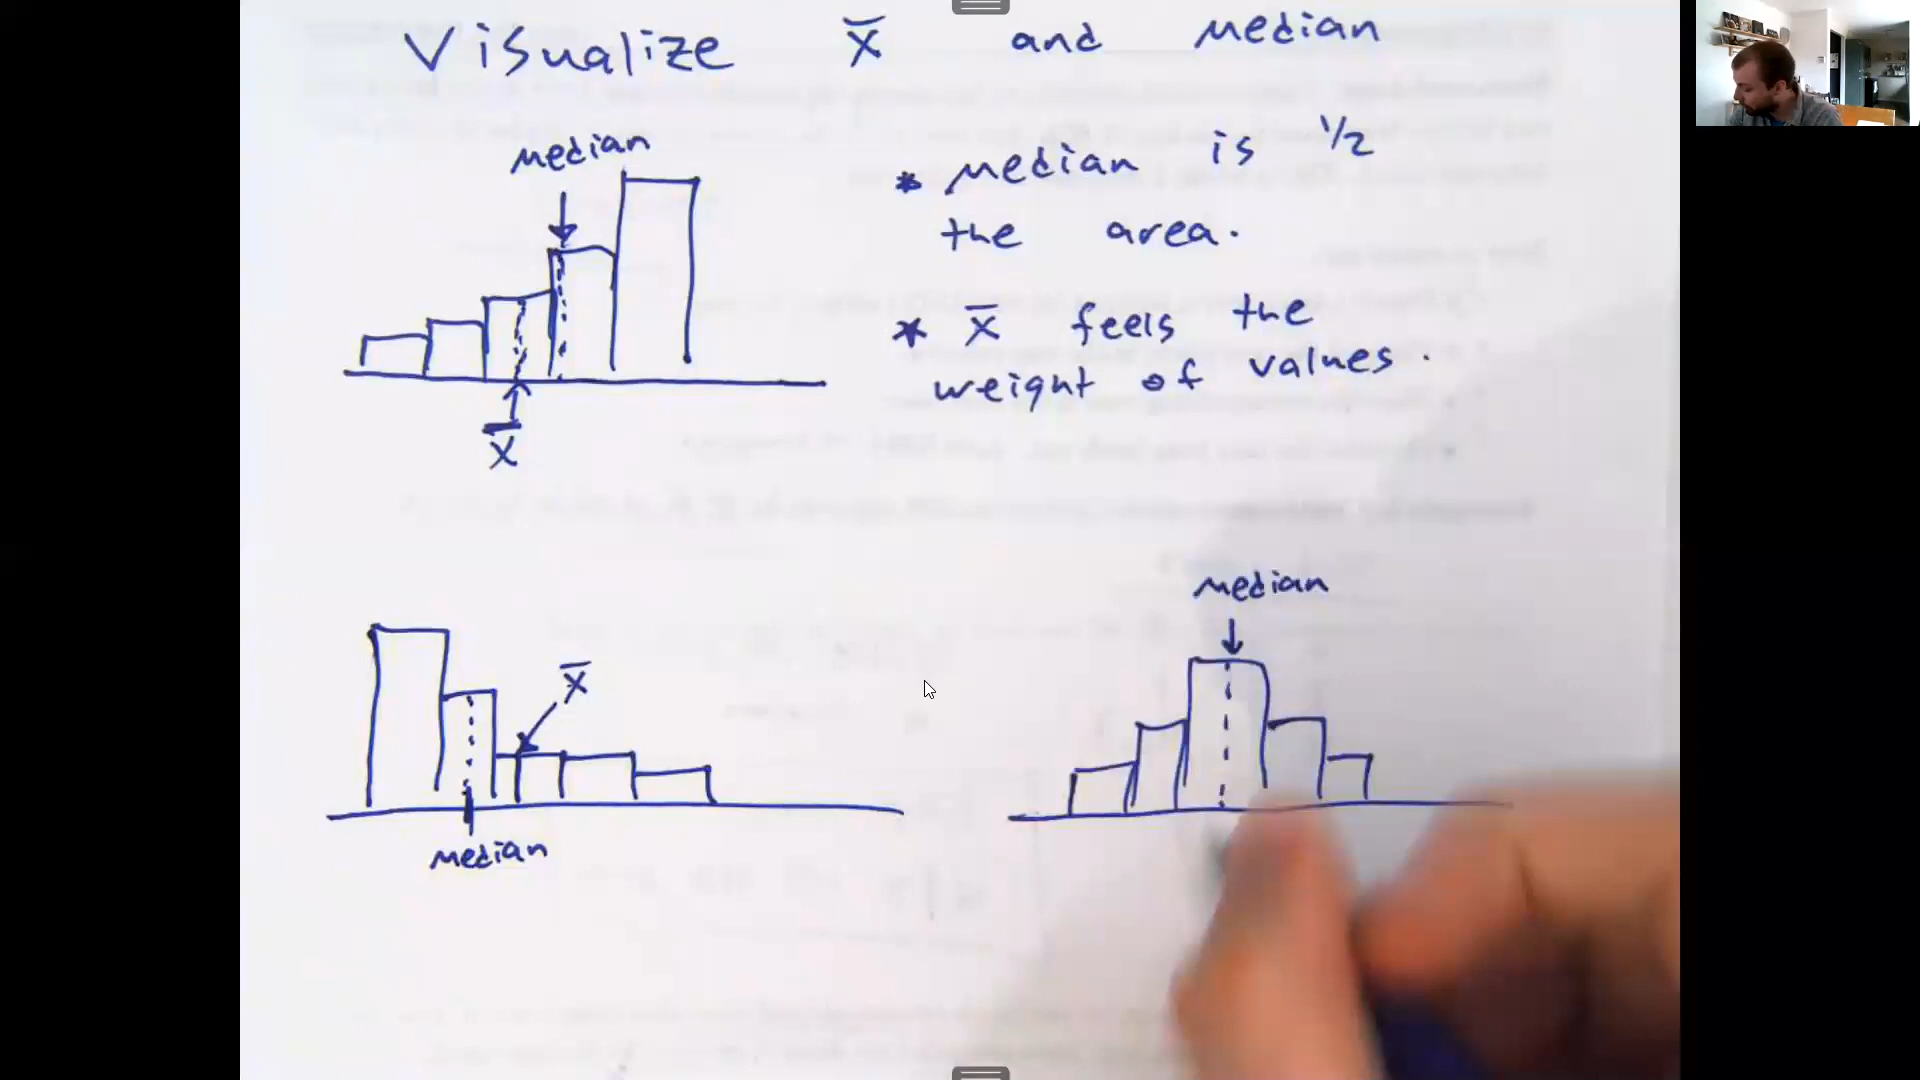 Visualize x̄ and median
median
* median is 1/2
the area.
* x̄ feels the
weight of values.
x̄
x̄
median
median